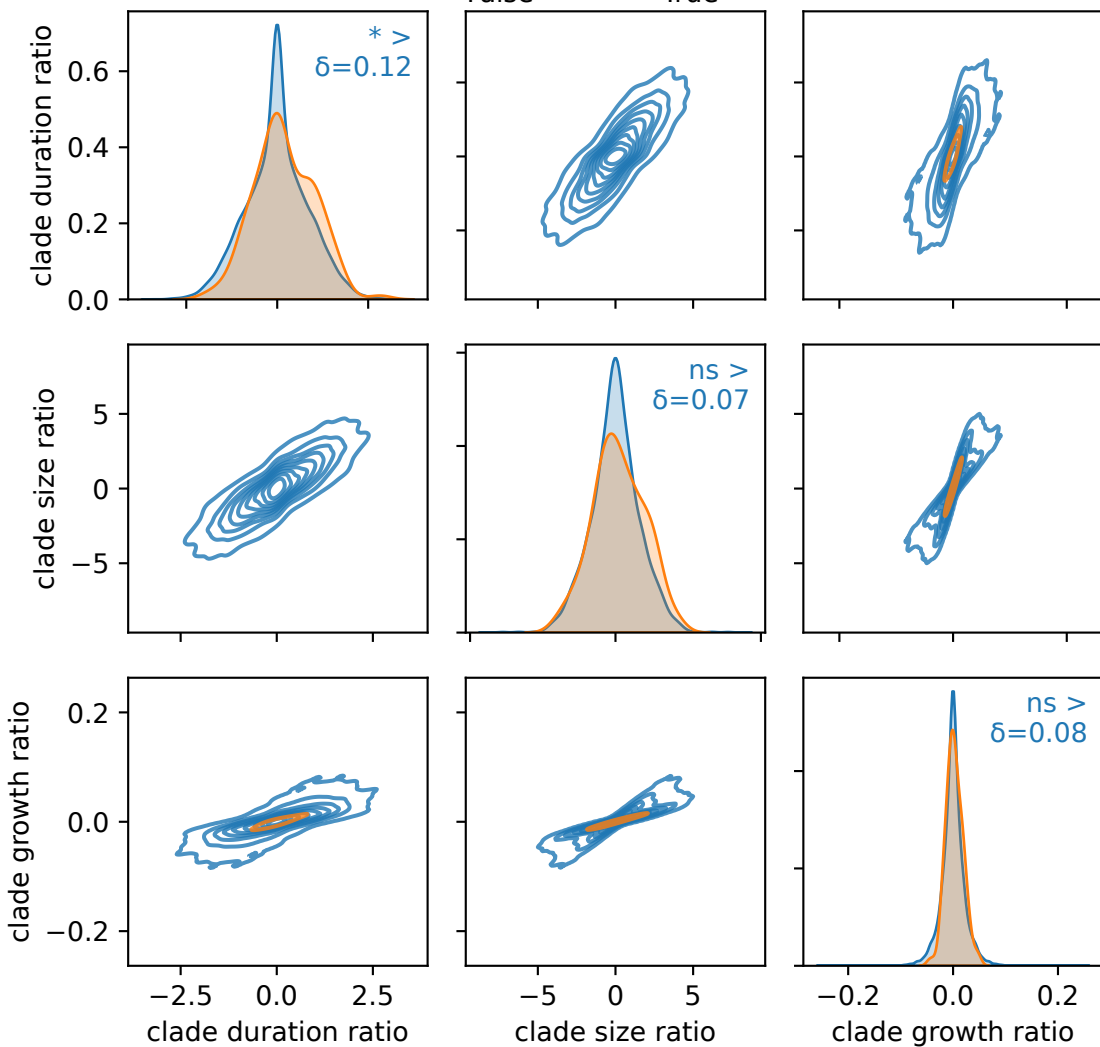 clade duration ratio
0.6
0.4
0.2
0.0
* >
δ=0.12
clade size ratio
5
0
−5
ns >
δ=0.07
clade growth ratio
0.2
0.0
−0.2
ns >
δ=0.08
−2.5 0.0 2.5
−5 0 5
−0.2 0.0 0.2
clade duration ratio
clade size ratio
clade growth ratio